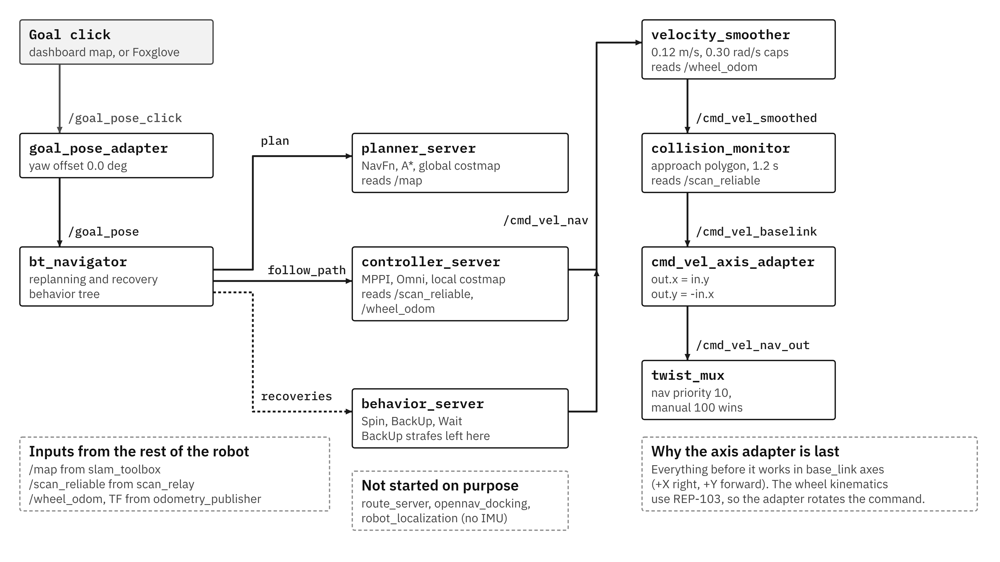 Goal click
dashboard map, or Foxglove
/goal_pose_click
goal_pose_adapter
yaw offset 0.0 deg
/goal_pose
bt_navigator
replanning and recovery
behavior tree
plan
follow_path
recoveries
planner_server
NavFn, A*, global costmap
reads /map
controller_server
MPPI, Omni, local costmap
reads /scan_reliable,
/wheel_odom
behavior_server
Spin, BackUp, Wait
BackUp strafes left here
/cmd_vel_nav
velocity_smoother
0.12 m/s, 0.30 rad/s caps
reads /wheel_odom
/cmd_vel_smoothed
collision_monitor
approach polygon, 1.2 s
reads /scan_reliable
/cmd_vel_baselink
cmd_vel_axis_adapter
out.x = in.y
out.y = -in.x
/cmd_vel_nav_out
twist_mux
nav priority 10,
manual 100 wins
Inputs from the rest of the robot
/map from slam_toolbox
/scan_reliable from scan_relay
/wheel_odom, TF from odometry_publisher
Not started on purpose
route_server, opennav_docking,
robot_localization (no IMU)
Why the axis adapter is last
Everything before it works in base_link axes
(+X right, +Y forward). The wheel kinematics
use REP-103, so the adapter rotates the command.